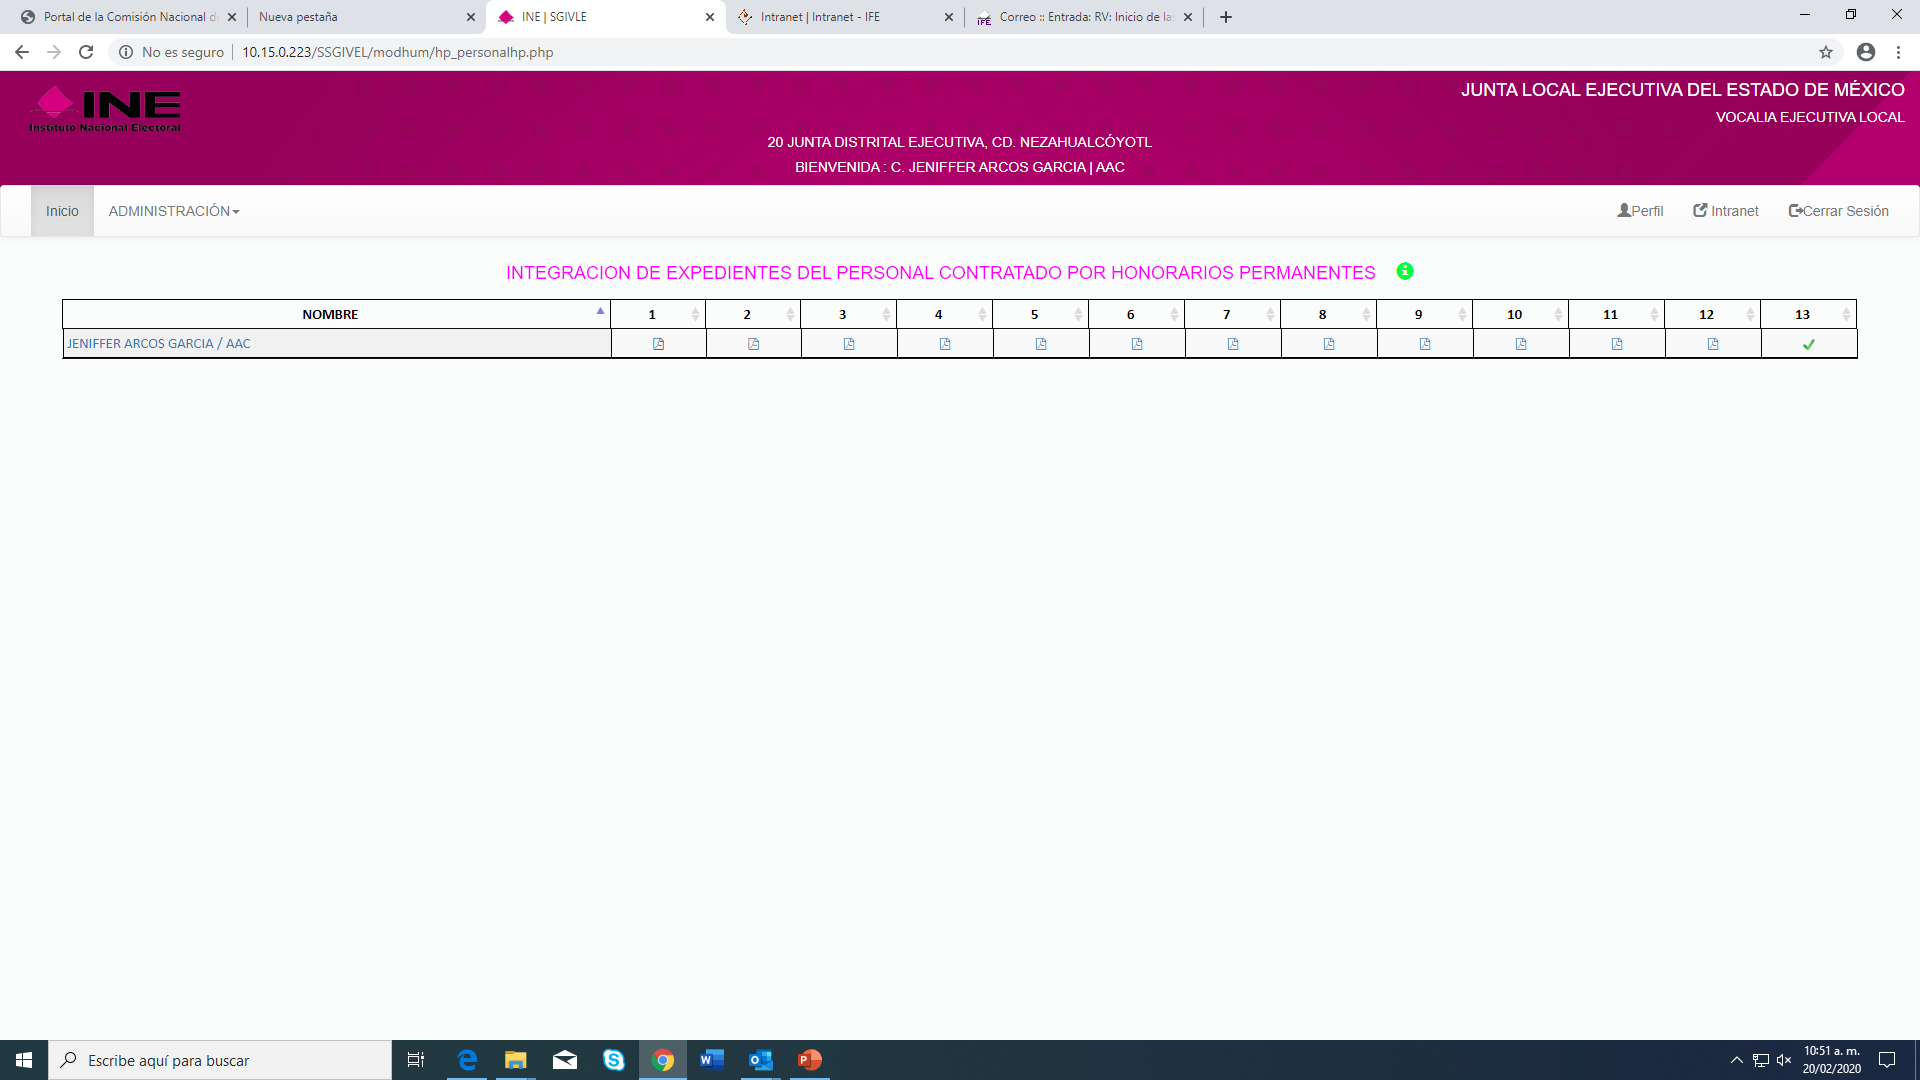 Portal de la Comisión Nacional d
Nueva pestaña
INE | SGIVLE
Intranet | Intranet - IFE
Correo :: Entrada: RV: Inicio de la
No es seguro | 10.15.0.223/SSGIVEL/modhum/hp_personalhp.php
INE
Instituto Nacional Electoral
JUNTA LOCAL EJECUTIVA DEL ESTADO DE MÉXICO
VOCALIA EJECUTIVA LOCAL
20 JUNTA DISTRITAL EJECUTIVA, CD. NEZAHUALCÓYOTL
BIENVENIDA : C. JENIFFER ARCOS GARCIA | AAC
Inicio ADMINISTRACIÓN Perfil Intranet Cerrar Sesión
INTEGRACION DE EXPEDIENTES DEL PERSONAL CONTRATADO POR HONORARIOS PERMANENTES
NOMBRE 1 2 3 4 5 6 7 8 9 10 11 12 13
JENIFFER ARCOS GARCIA / AAC
Escribe aquí para buscar
10:51 a. m.
20/02/2020